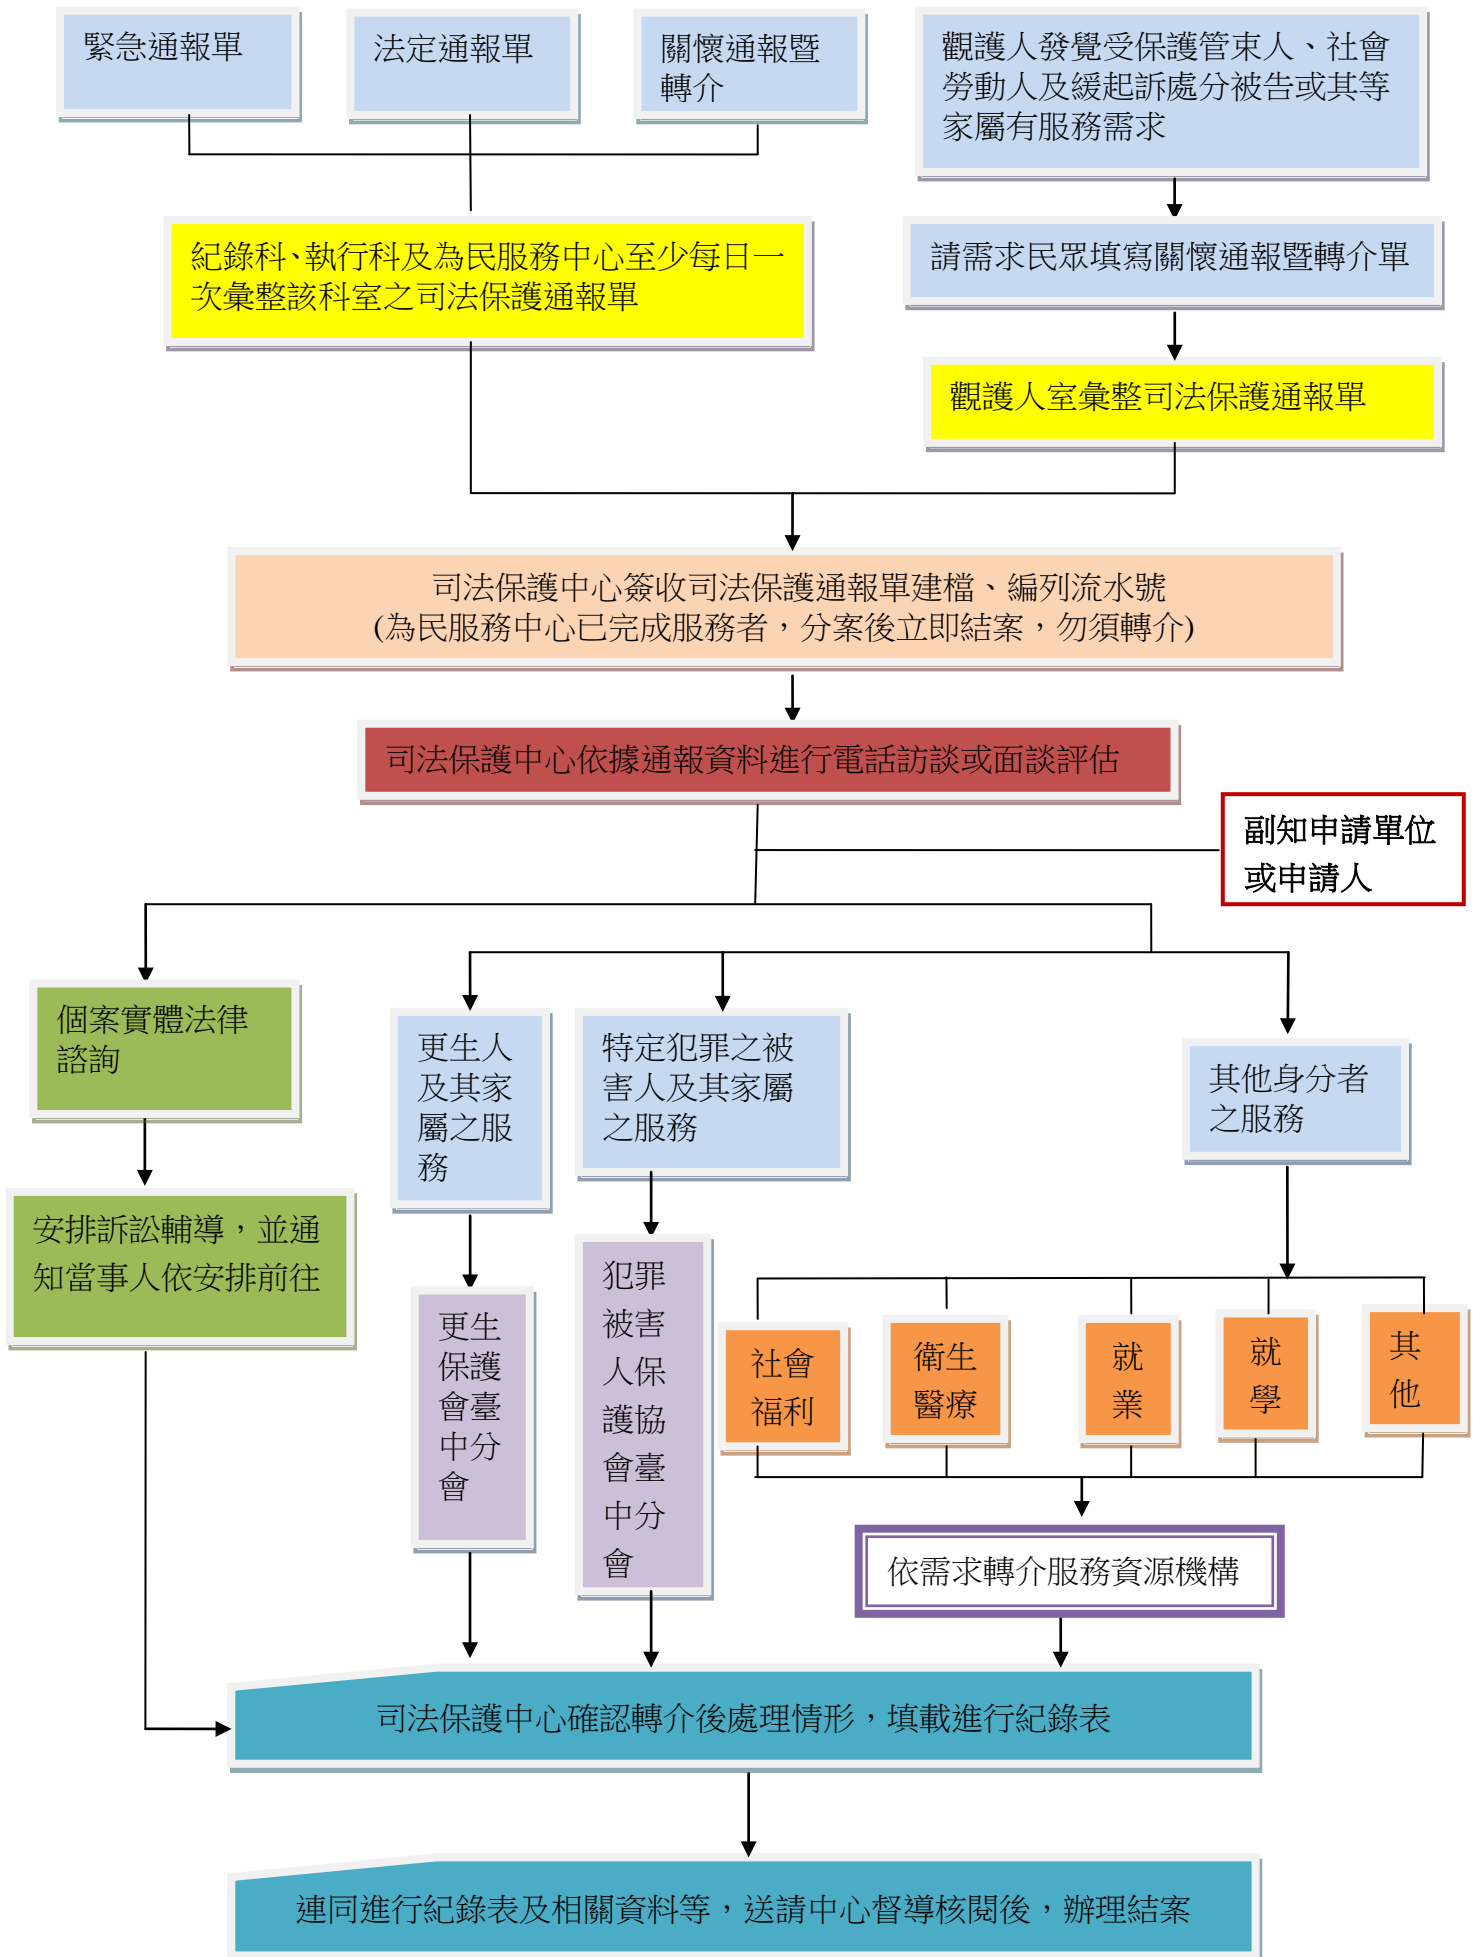 緊急通報單
法定通報單
關懷通報暨
轉介
觀護人發覺受保護管束人、社會
勞動人及緩起訴處分被告或其等
家屬有服務需求
紀錄科、執行科及為民服務中心至少每日一
次彙整該科室之司法保護通報單
請需求民眾填寫關懷通報暨轉介單
觀護人室彙整司法保護通報單
司法保護中心簽收司法保護通報單建檔、編列流水號
(為民服務中心已完成服務者，分案後立即結案，勿須轉介)
司法保護中心依據通報資料進行電話訪談或面談評估
副知申請單位
或申請人
個案實體法律
諮詢
更生人
及其家
屬之服
務
特定犯罪之被
害人及其家屬
之服務
其他身分者
之服務
安排訴訟輔導，並通
知當事人依安排前往
更生
保護
會臺
中分
會
犯罪
被害
人保
護協
會臺
中分
會
社會
福利
衛生
醫療
就
業
就
學
其
他
依需求轉介服務資源機構
司法保護中心確認轉介後處理情形，填載進行紀錄表
連同進行紀錄表及相關資料等，送請中心督導核閱後，辦理結案